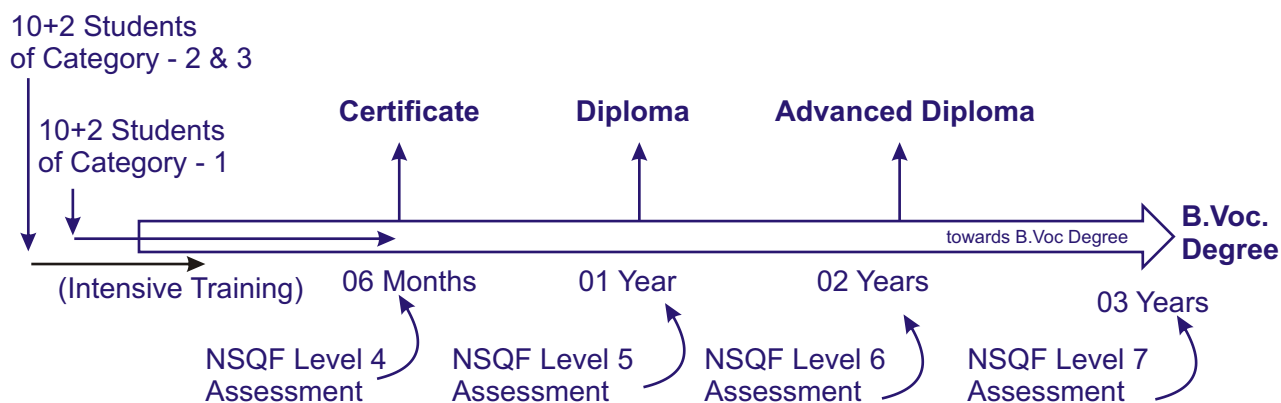 10+2 Students
of Category - 2 & 3
10+2 Students
of Category - 1
Certificate
Diploma
Advanced Diploma
towards B.Voc Degree
B.Voc.
Degree
(Intensive Training)
06 Months
01 Year
02 Years
03 Years
NSQF Level 4
Assessment
NSQF Level 5
Assessment
NSQF Level 6
Assessment
NSQF Level 7
Assessment